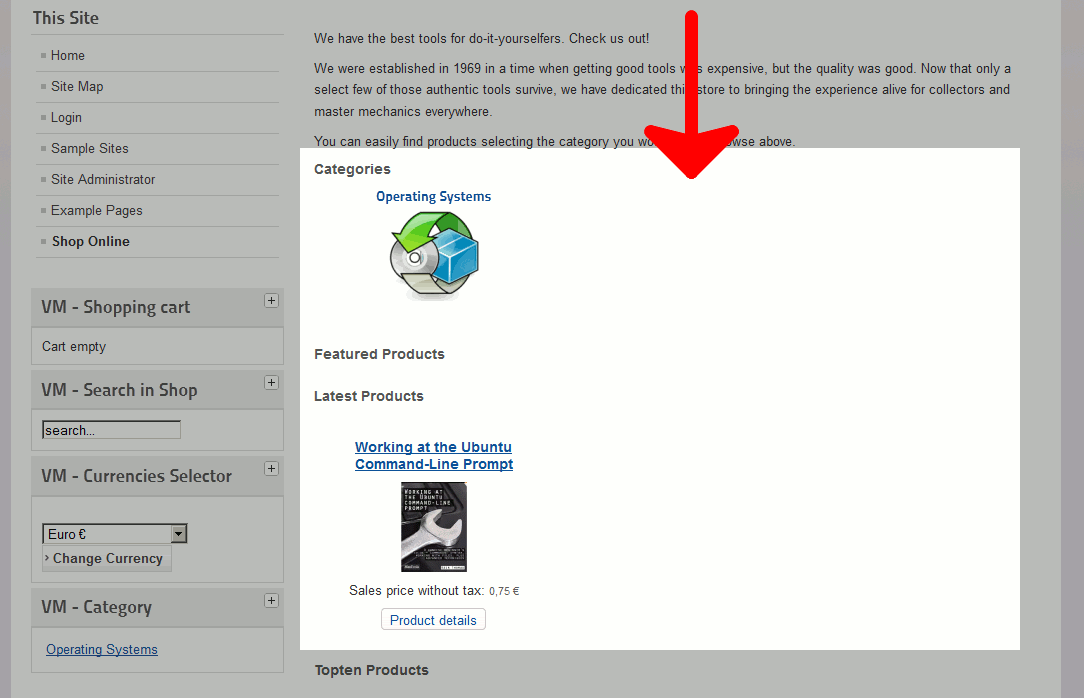 This Site
Home
Site Map
Login
Sample Sites
Site Administrator
Example Pages
Shop Online
VM - Shopping cart
Cart empty
VM - Search in Shop
search...
VM - Currencies Selector
Euro €
› Change Currency
VM - Category
Operating Systems
We have the best tools for do-it-yourselfers. Check us out!
We were established in 1969 in a time when getting good tools expensive, but the quality was good. Now that only a
select few of those authentic tools survive, we have dedicated store to bringing the experience alive for collectors and
master mechanics everywhere.
You can easily find products selecting the category you above.
Categories
Operating Systems
Featured Products
Latest Products
Working at the Ubuntu
Command-Line Prompt
WORKING AT
THE UBUNTU
COMMAND-LINE
PROMPT
Sales price without tax: 0,75 €
Product details
Topten Products